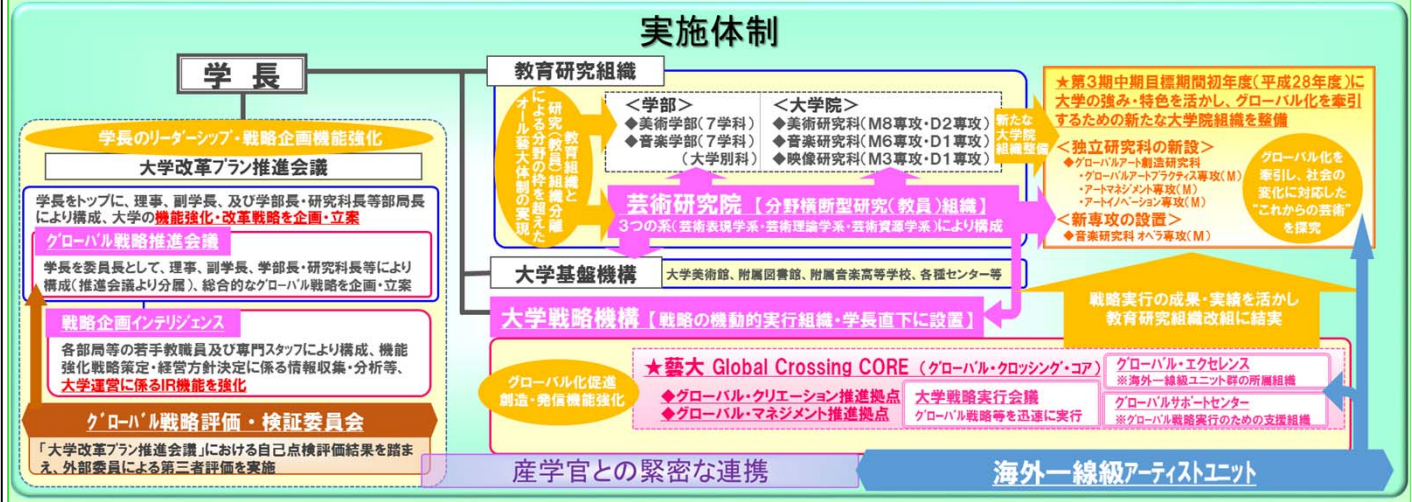 実施体制
学長
学長のリーダーシップ・戦略企画機能強化
大学改革プラン推進会議
学長をトップに、理事、副学長、及び学部長・研究科長等部局長
により構成、大学の機能強化・改革戦略を企画・立案
グローバル戦略推進会議
学長を委員長として、理事、副学長、学部長・研究科長等により
構成(推進会議より分属)、総合的なグローバル戦略を企画・立案
戦略企画インテリジェンス
各部局等の若手教職員及び専門スタッフにより構成、機能
強化戦略策定・経営方針決定に係る情報収集・分析等、
大学運営に係るIR機能を強化
グローバル戦略評価・検証委員会
「大学改革プラン推進会議」における自己点検評価結果を踏ま
え、外部委員による第三者評価を実施
教育研究組織
教育組織と
研究(教員)組織分離
による分野の枠を超えた
オール藝大体制の実現
<学部>
◆美術学部(7学科)
◆音楽学部(7学科)
(大学別科)
<大学院>
◆美術研究科(M8専攻・D2専攻)
◆音楽研究科(M6専攻・D1専攻)
◆映像研究科(M3専攻・D1専攻)
新たな
大学院
組織整備
芸術研究院【分野横断型研究(教員)組織】
3つの系(芸術表現学系・芸術理論学系・芸術資源学系)により構成
大学基盤機構
大学美術館、附属図書館、附属音楽高等学校、各種センター等
大学戦略機構【戦略の機動的実行組織・学長直下に設置】
★第3期中期目標期間初年度(平成28年度)に
大学の強み・特色を活かし、グローバル化を牽引
するための新たな大学院組織を整備
<独立研究科の新設>
◆グローバルアート創造研究科
・グローバルアートプラクティス専攻(M)
・アートマネジメント専攻(M)
・アートイノベーション専攻(M)
<新専攻の設置>
◆音楽研究科 オペラ専攻(M)
グローバル化を
牽引し、社会の
変化に対応した
“これからの芸術”
を探究
戦略実行の成果・実績を活かし
教育研究組織改組に結実
グローバル化促進
創造・発信機能強化
★藝大 Global Crossing CORE (グローバル・クロッシング・コア)
◆グローバル・クリエーション推進拠点
◆グローバル・マネジメント推進拠点
大学戦略実行会議
グローバル戦略等を迅速に実行
グローバル・エクセレンス
※海外一線級ユニット群の所属組織
グローバルサポートセンター
※グローバル戦略実行のための支援組織
産学官との緊密な連携
海外一線級アーティストユニット